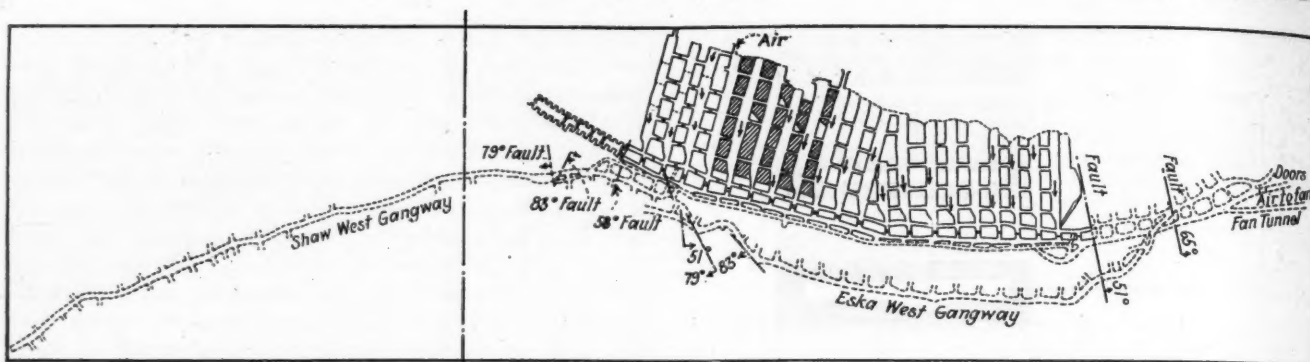 Air
79° Fault
83° Fault
58° Fault
Shaw West Gangway
51
79°
83°
Eska West Gangway
Fault
51°
Fault
65°
Doors
Air to fan
Fan Tunnel